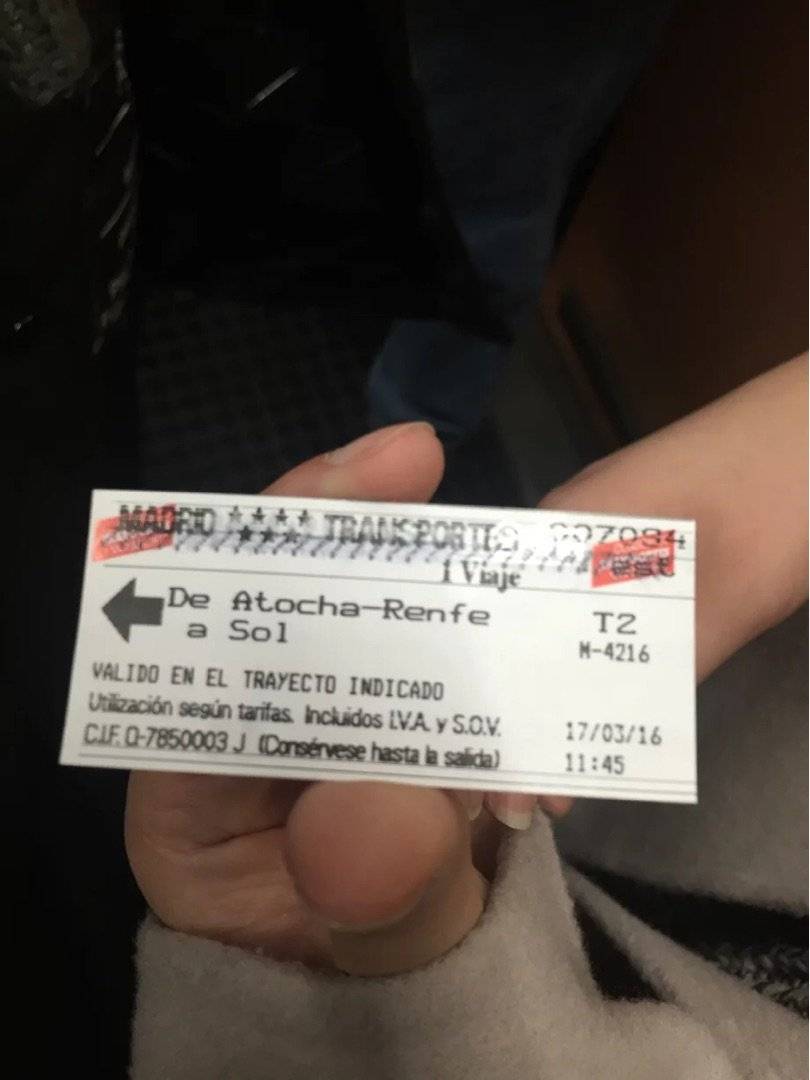 MADRID ★★★★★★★ TRANSPORTES 007084
1 Viaje
De Atocha-Renfe T2
a Sol M-4216
VALIDO EN EL TRAYECTO INDICADO
Utilización según tarifas. Incluidos I.V.A. y S.O.V. 17/03/16
C.I.F. Q-7850003 J (Consérvese hasta la salida) 11:45